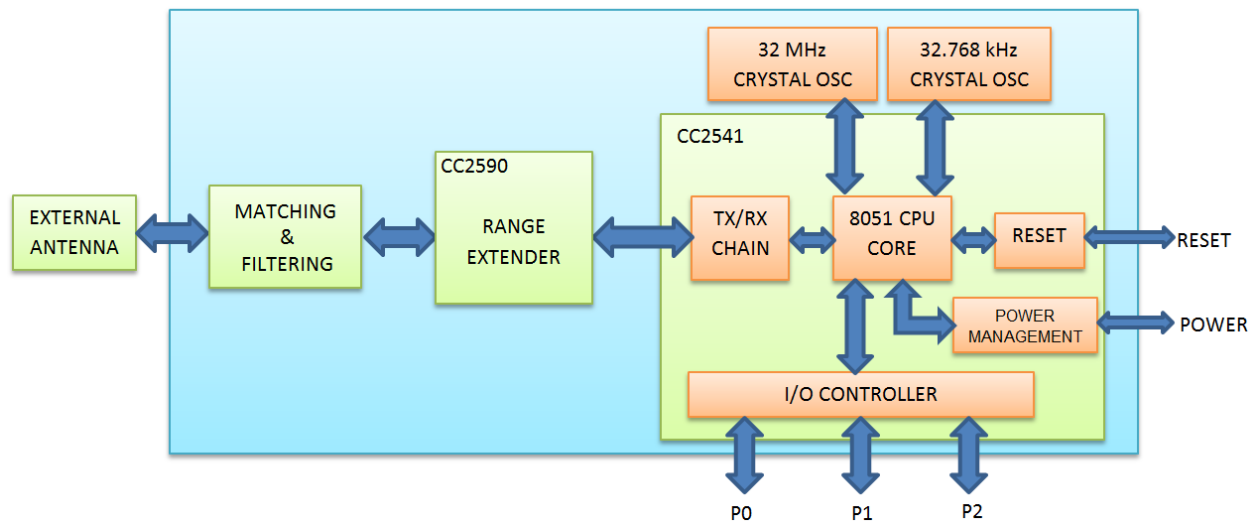 32 MHz
CRYSTAL OSC
32.768 kHz
CRYSTAL OSC
CC2541
CC2590
EXTERNAL
ANTENNA
MATCHING
&
FILTERING
RANGE
EXTENDER
TX/RX
CHAIN
8051 CPU
CORE
RESET
RESET
POWER
MANAGEMENT
POWER
I/O CONTROLLER
P0
P1
P2